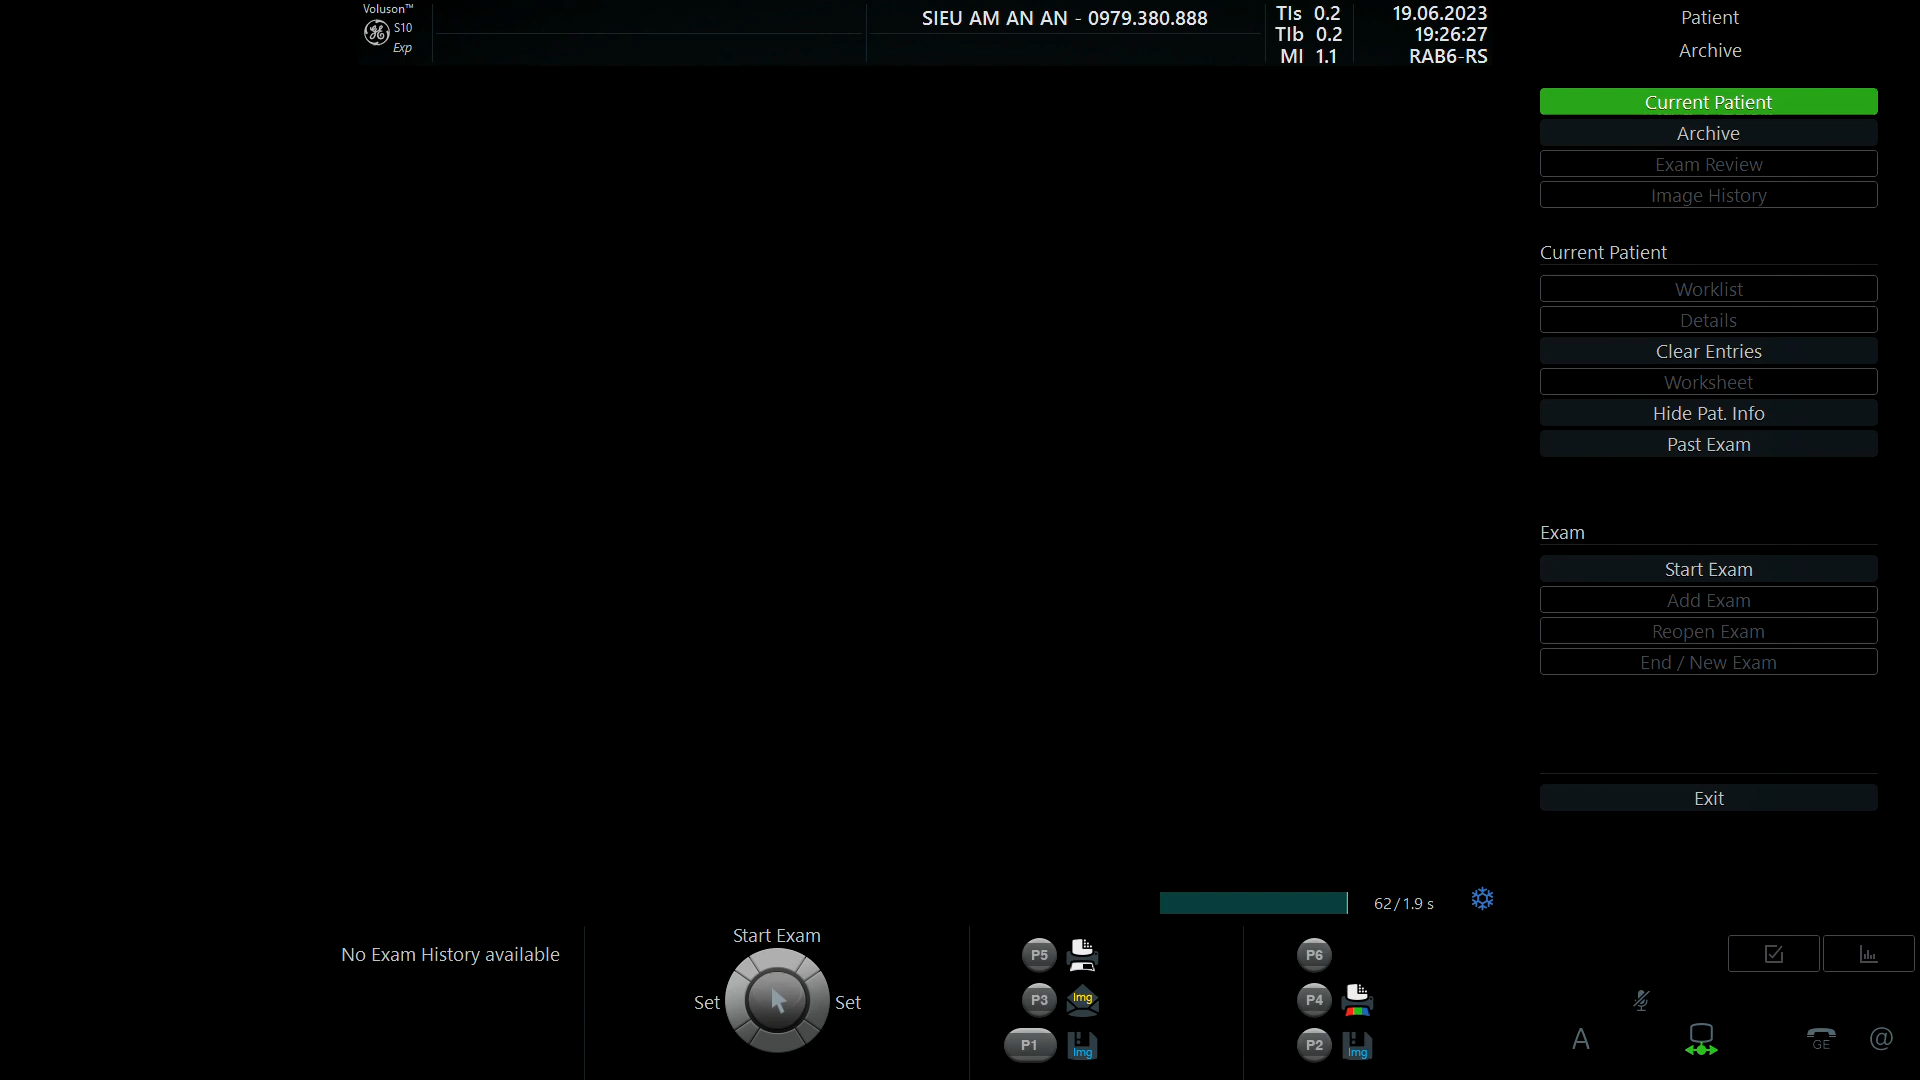 Voluson™
S10
Exp
SIEU AM AN AN - 0979.380.888
TIs 0.2
TIb 0.2
MI 1.1
19.06.2023
19:26:27
RAB6-RS
Patient
Archive
Current Patient
Archive
Exam Review
Image History
Current Patient
Worklist
Details
Clear Entries
Worksheet
Hide Pat. Info
Past Exam
Exam
Start Exam
Add Exam
Reopen Exam
End / New Exam
Exit
62/1.9 s
No Exam History available
Start Exam
Set
Set
P5
P3
Img
P1
Img
P6
P4
P2
Img
A
GE
@